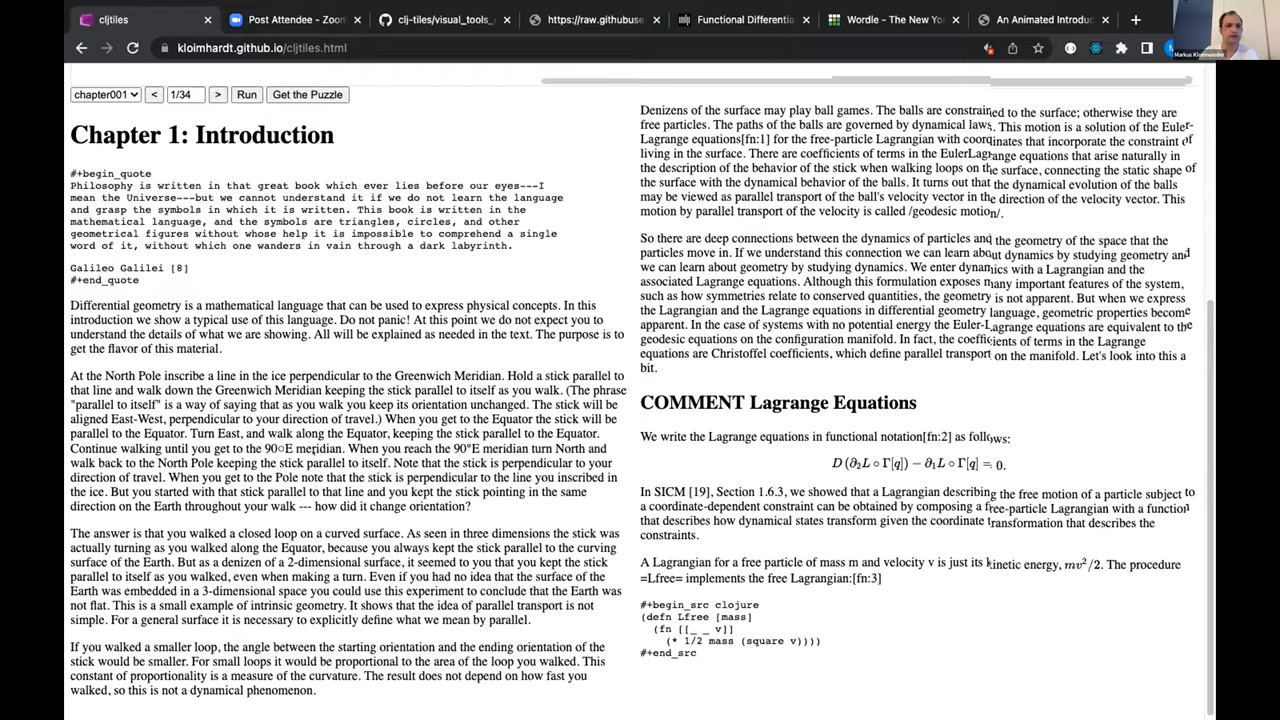 cljtiles
Post Attendee - Zoom
clj-tiles/visual_tools_
https://raw.githubuse
Functional Differentia
Wordle - The New Yo
An Animated Introduc
kloimhardt.github.io/cljtiles.html
chapter001
<
1/34
>
Run
Get the Puzzle
Chapter 1: Introduction
#+begin_quote
Philosophy is written in that great book which ever lies before our eyes---I
mean the Universe---but we cannot understand it if we do not learn the language
and grasp the symbols in which it is written. This book is written in the
mathematical language, and the symbols are triangles, circles, and other
geometrical figures without whose help it is impossible to comprehend a single
word of it, without which one wanders in vain through a dark labyrinth.
Galileo Galilei [8]
#+end_quote
Differential geometry is a mathematical language that can be used to express physical concepts. In this
introduction we show a typical use of this language. Do not panic! At this point we do not expect you to
understand the details of what we are showing. All will be explained as needed in the text. The purpose is to
get the flavor of this material.
At the North Pole inscribe a line in the ice perpendicular to the Greenwich Meridian. Hold a stick parallel to
that line and walk down the Greenwich Meridian keeping the stick parallel to itself as you walk. (The phrase
"parallel to itself" is a way of saying that as you walk you keep its orientation unchanged. The stick will be
aligned East-West, perpendicular to your direction of travel.) When you get to the Equator the stick will be
parallel to the Equator. Turn East, and walk along the Equator, keeping the stick parallel to the Equator.
Continue walking until you get to the 90○E meridian. When you reach the 90°E meridian turn North and
walk back to the North Pole keeping the stick parallel to itself. Note that the stick is perpendicular to your
direction of travel. When you get to the Pole note that the stick is perpendicular to the line you inscribed in
the ice. But you started with that stick parallel to that line and you kept the stick pointing in the same
direction on the Earth throughout your walk --- how did it change orientation?
The answer is that you walked a closed loop on a curved surface. As seen in three dimensions the stick was
actually turning as you walked along the Equator, because you always kept the stick parallel to the curving
surface of the Earth. But as a denizen of a 2-dimensional surface, it seemed to you that you kept the stick
parallel to itself as you walked, even when making a turn. Even if you had no idea that the surface of the
Earth was embedded in a 3-dimensional space you could use this experiment to conclude that the Earth was
not flat. This is a small example of intrinsic geometry. It shows that the idea of parallel transport is not
simple. For a general surface it is necessary to explicitly define what we mean by parallel.
If you walked a smaller loop, the angle between the starting orientation and the ending orientation of the
stick would be smaller. For small loops it would be proportional to the area of the loop you walked. This
constant of proportionality is a measure of the curvature. The result does not depend on how fast you
walked, so this is not a dynamical phenomenon.
Denizens of the surface may play ball games. The balls are constrained to the surface; otherwise they are
free particles. The paths of the balls are governed by dynamical laws. This motion is a solution of the Euler-
Lagrange equations[fn:1] for the free-particle Lagrangian with coordinates that incorporate the constraint of
living in the surface. There are coefficients of terms in the EulerLagrange equations that arise naturally in
the description of the behavior of the stick when walking loops on the surface, connecting the static shape of
the surface with the dynamical behavior of the balls. It turns out that the dynamical evolution of the balls
may be viewed as parallel transport of the ball's velocity vector in the direction of the velocity vector. This
motion by parallel transport of the velocity is called /geodesic motion/.
So there are deep connections between the dynamics of particles and the geometry of the space that the
particles move in. If we understand this connection we can learn about dynamics by studying geometry and
we can learn about geometry by studying dynamics. We enter dynamics with a Lagrangian and the
associated Lagrange equations. Although this formulation exposes many important features of the system,
such as how symmetries relate to conserved quantities, the geometry is not apparent. But when we express
the Lagrangian and the Lagrange equations in differential geometry language, geometric properties become
apparent. In the case of systems with no potential energy the Euler-Lagrange equations are equivalent to the
geodesic equations on the configuration manifold. In fact, the coefficients of terms in the Lagrange
equations are Christoffel coefficients, which define parallel transport on the manifold. Let's look into this a
bit.
COMMENT Lagrange Equations
We write the Lagrange equations in functional notation[fn:2] as follows:
D (∂₂L ∘ Γ[q]) − ∂₁L ∘ Γ[q] = 0.
In SICM [19], Section 1.6.3, we showed that a Lagrangian describing the free motion of a particle subject to
a coordinate-dependent constraint can be obtained by composing a free-particle Lagrangian with a function
that describes how dynamical states transform given the coordinate transformation that describes the
constraints.
A Lagrangian for a free particle of mass m and velocity v is just its kinetic energy, mv²/2. The procedure
=Lfree= implements the free Lagrangian:[fn:3]
#+begin_src clojure
(defn Lfree [mass]
(fn [[_ _ v]]
(* 1/2 mass (square v))))
#+end_src